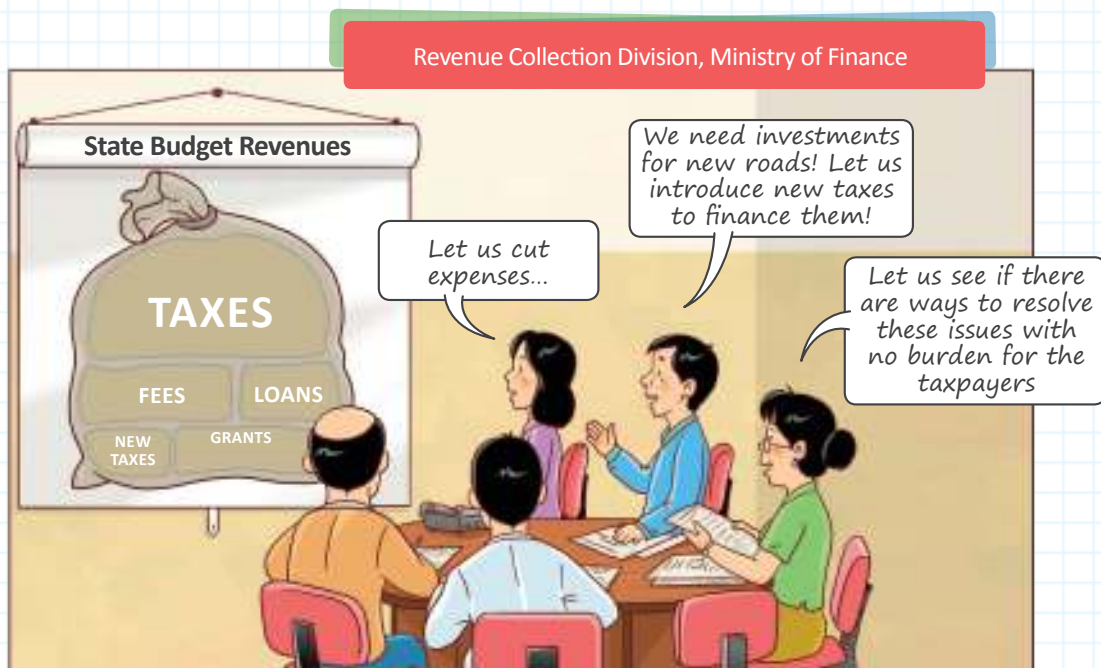 Revenue Collection Division, Ministry of Finance
State Budget Revenues
TAXES
FEES
LOANS
NEW
TAXES
GRANTS
Let us cut
expenses...
We need investments
for new roads! Let us
introduce new taxes
to finance them!
Let us see if there
are ways to resolve
these issues with
no burden for the
taxpayers